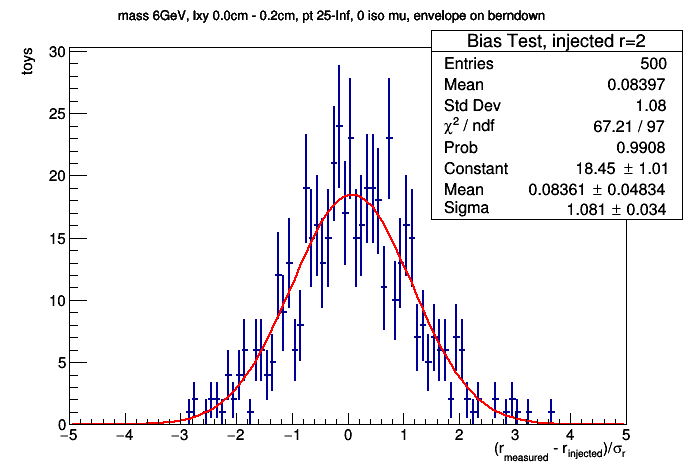 mass 6GeV, lxy 0.0cm - 0.2cm, pt 25-Inf, 0 iso mu, envelope on berndown
Bias Test, injected r=2
Entries 500
Mean 0.08397
Std Dev 1.08
χ² / ndf 67.21 / 97
Prob 0.9908
Constant 18.45 ± 1.01
Mean 0.08361 ± 0.04834
Sigma 1.081 ± 0.034
toys
30
25
20
15
10
5
0
−5 −4 −3 −2 −1 0 1 2 3 4 5
(r_measured - r_injected)/σ_r